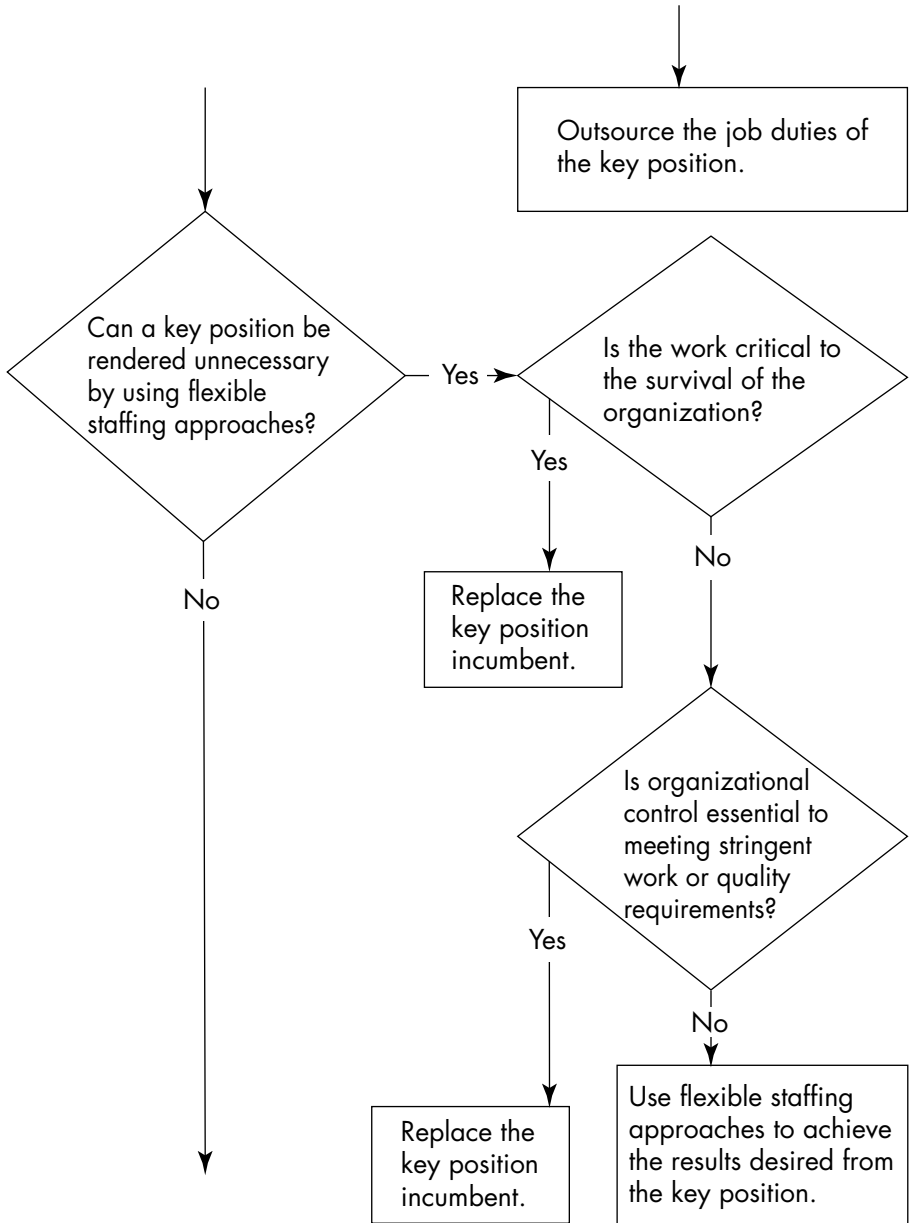 Outsource the job duties of
the key position.
Can a key position be
rendered unnecessary
by using flexible
staffing approaches?
Yes
Is the work critical to
the survival of the
organization?
Yes
No
No
Replace the
key position
incumbent.
Is organizational
control essential to
meeting stringent
work or quality
requirements?
Yes
No
Replace the
key position
incumbent.
Use flexible staffing
approaches to achieve
the results desired from
the key position.